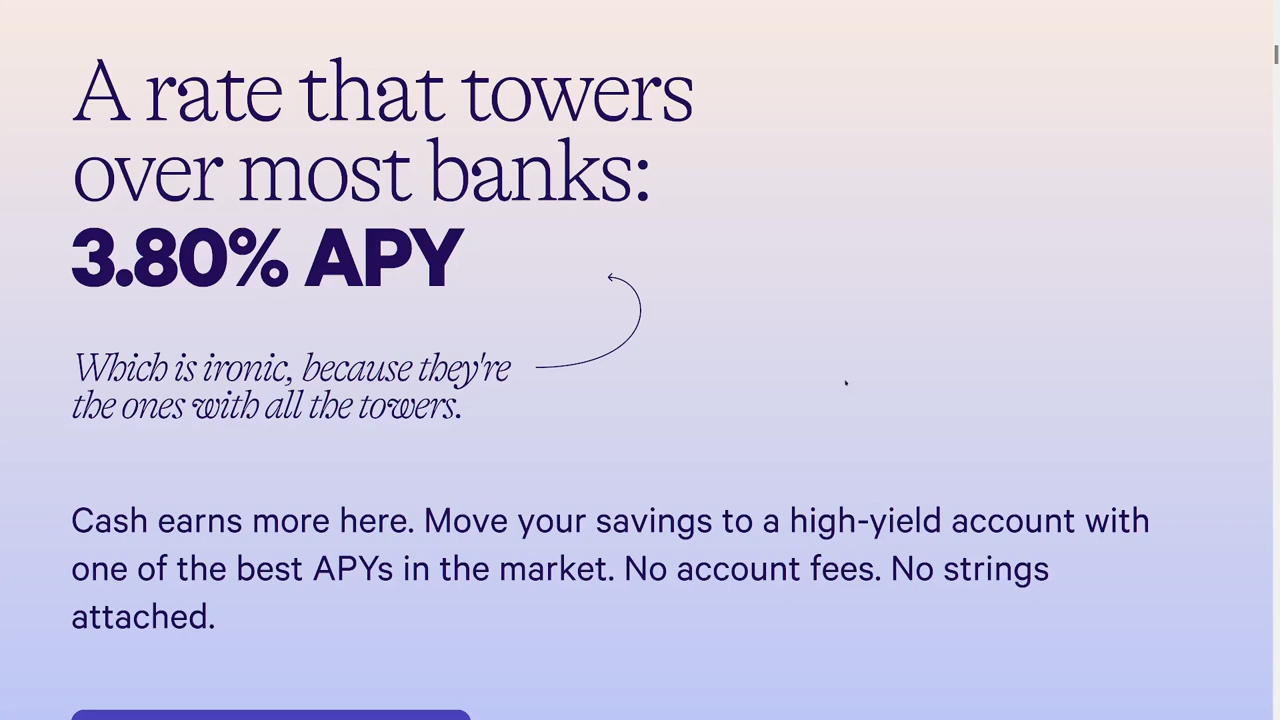 A rate that towers
over most banks:
3.80% APY
Which is ironic, because they're
the ones with all the towers.
Cash earns more here. Move your savings to a high-yield account with
one of the best APYs in the market. No account fees. No strings
attached.